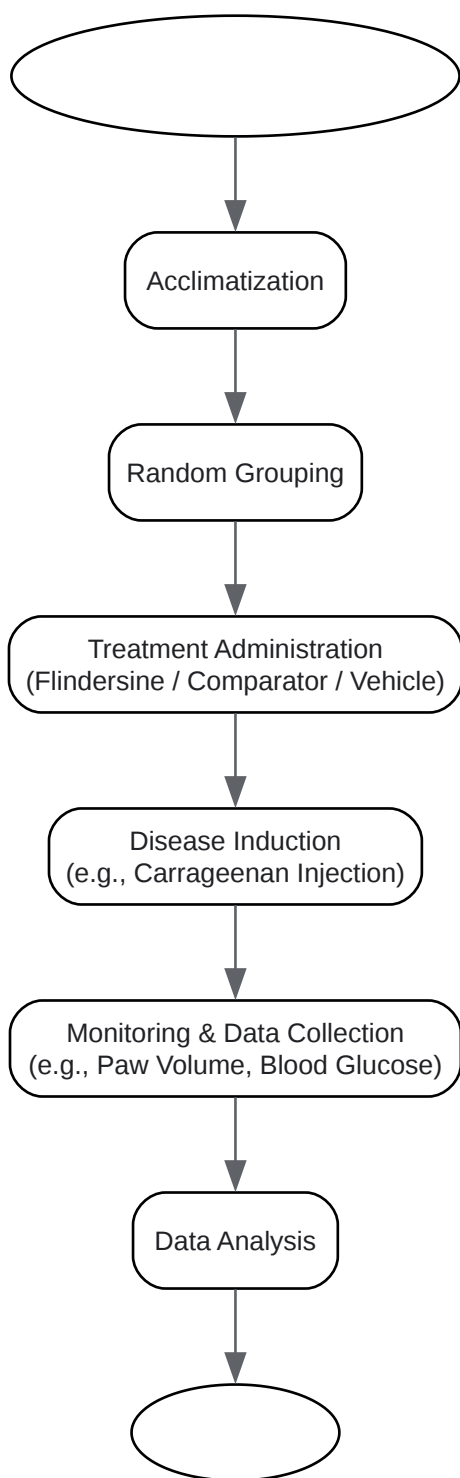 Acclimatization
Random Grouping
Treatment Administration
(Flindersine / Comparator / Vehicle)
Disease Induction
(e.g., Carrageenan Injection)
Monitoring & Data Collection
(e.g., Paw Volume, Blood Glucose)
Data Analysis